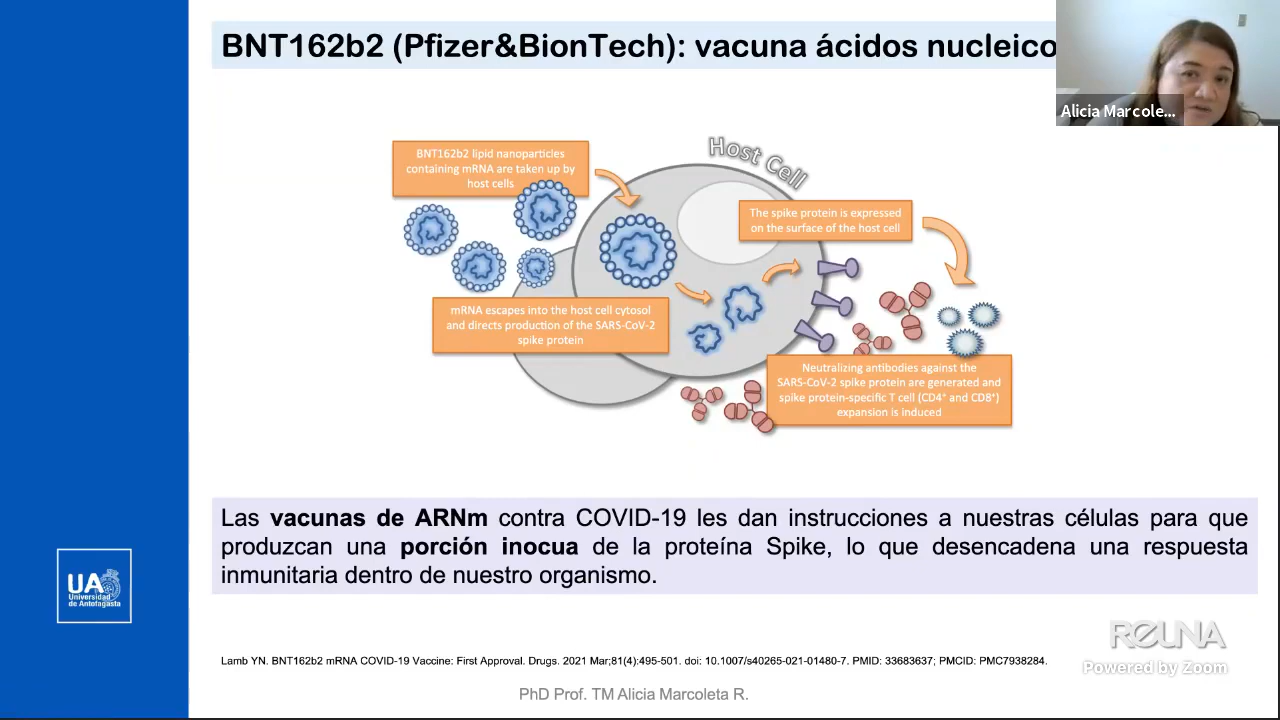 BNT162b2 (Pfizer&BionTech): vacuna ácidos nucleico
Alicia Marcole...
Host Cell
BNT162b2 lipid nanoparticles
containing mRNA are taken up by
host cells
The spike protein is expressed
on the surface of the host cell
mRNA escapes into the host cell cytosol
and directs production of the SARS-CoV-2
spike protein
Neutralizing antibodies against the
SARS-CoV-2 spike protein are generated and
spike protein-specific T cell (CD4⁺ and CD8⁺)
expansion is induced
Las vacunas de ARNm contra COVID-19 les dan instrucciones a nuestras células para que
produzcan una porción inocua de la proteína Spike, lo que desencadena una respuesta
inmunitaria dentro de nuestro organismo.
UA
Universidad
de Antofagasta
REUNA
Powered by Zoom
Lamb YN. BNT162b2 mRNA COVID-19 Vaccine: First Approval. Drugs. 2021 Mar;81(4):495-501. doi: 10.1007/s40265-021-01480-7. PMID: 33683637; PMCID: PMC7938284.
PhD Prof. TM Alicia Marcoleta R.